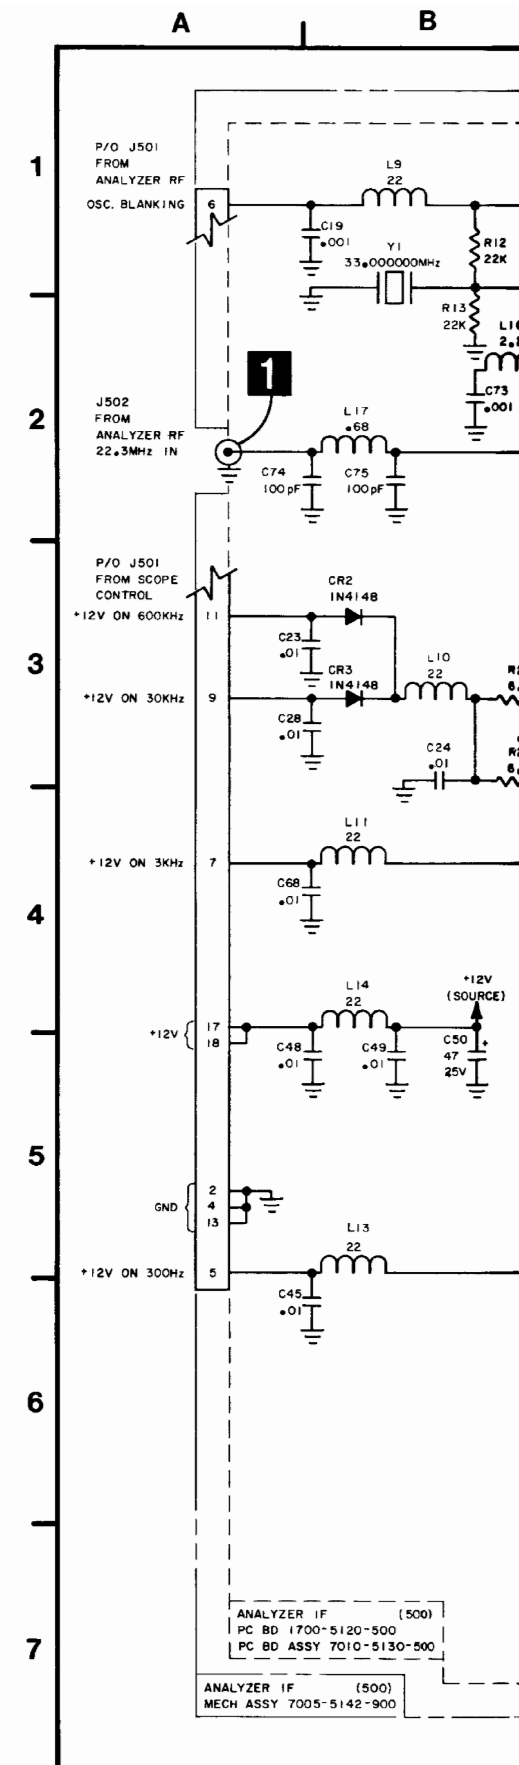 A B
1
P/O J501
FROM
ANALYZER RF
OSC. BLANKING 6
L9
22
C19
.001
Y1
33.000000MHz
R12
22K
R13
22K
1
2
J502
FROM
ANALYZER RF
22.3MHz IN
L17
.68
C73
.001
C74
100pF
C75
100pF
P/O J501
FROM SCOPE
CONTROL
+12V ON 600KHz 11
CR2
1N4148
C23
.01
3
CR3
1N4148
L10
22
+12V ON 30KHz 9
C28
.01
C24
.01
L11
22
+12V ON 3KHz 7
C68
.01
4
L14
22
+12V
(SOURCE)
+12V 17
18
C48
.01
C49
.01
C50
47
25V
+
5
GND 2
4
13
L13
22
+12V ON 300Hz 5
C45
.01
6
ANALYZER IF (500)
PC BD 1700-5120-500
PC BD ASSY 7010-5130-500
7
ANALYZER IF (500)
MECH ASSY 7005-5142-900